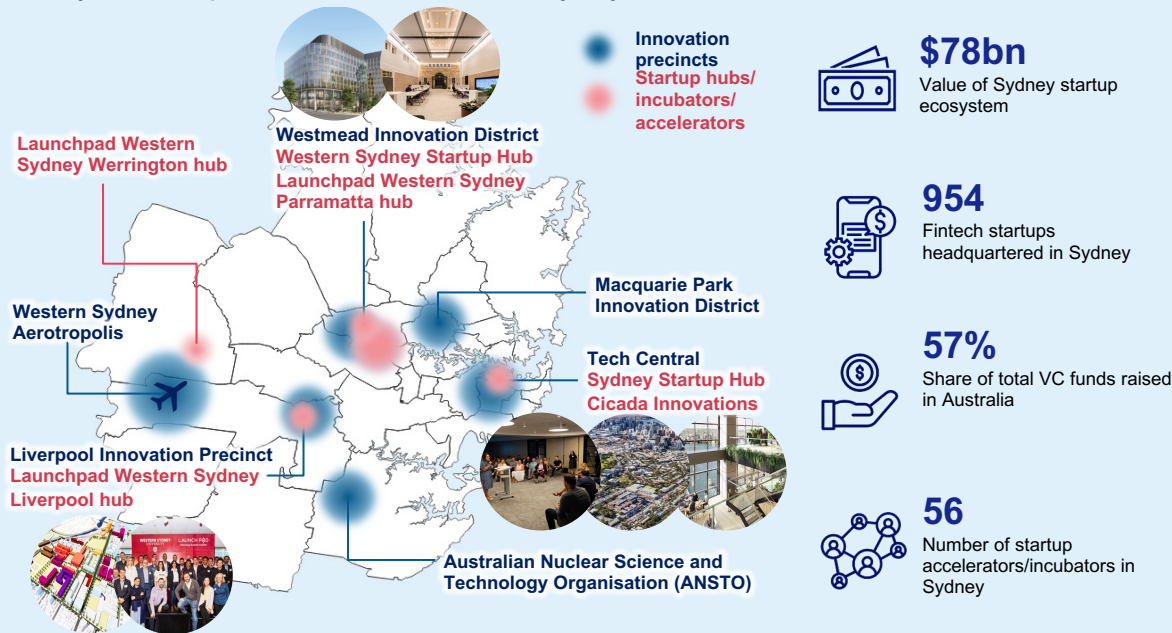 Innovation
precincts
Startup hubs/
incubators/
accelerators
$78bn
Value of Sydney startup
ecosystem
Launchpad Western
Sydney Werrington hub
Westmead Innovation District
Western Sydney Startup Hub
Launchpad Western Sydney
Parramatta hub
954
Fintech startups
headquartered in Sydney
Macquarie Park
Innovation District
Western Sydney
Aerotropolis
Tech Central
Sydney Startup Hub
Cicada Innovations
57%
Share of total VC funds raised
in Australia
Liverpool Innovation Precinct
Launchpad Western Sydney
Liverpool hub
56
Number of startup
accelerators/incubators in
Sydney
Australian Nuclear Science and
Technology Organisation (ANSTO)
WESTERN SYDNEY
LAUNCH POD